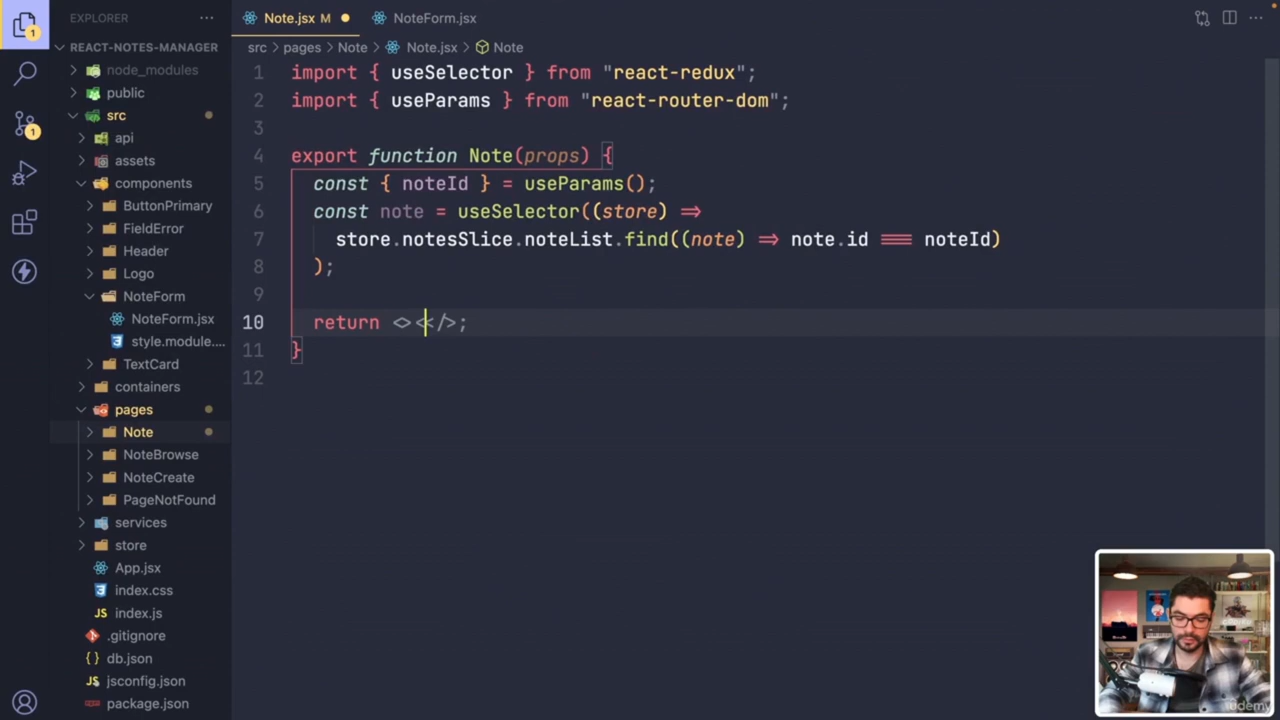 EXPLORER ...
REACT-NOTES-MANAGER
node_modules
public
src
api
assets
components
ButtonPrimary
FieldError
Header
Logo
NoteForm
NoteForm.jsx
style.module....
TextCard
containers
pages
Note
NoteBrowse
NoteCreate
PageNotFound
services
store
App.jsx
index.css
JS index.js
.gitignore
db.json
jsconfig.json
package.json
1
1
Note.jsx M
NoteForm.jsx
src > pages > Note > Note.jsx > Note
1 import { useSelector } from "react-redux";
2 import { useParams } from "react-router-dom";
3
4 export function Note(props) {
5 const { noteId } = useParams();
6 const note = useSelector((store) =>
7 store.notesSlice.noteList.find((note) => note.id === noteId)
8 );
9
10 return <><</>;
11 }
12
udemy